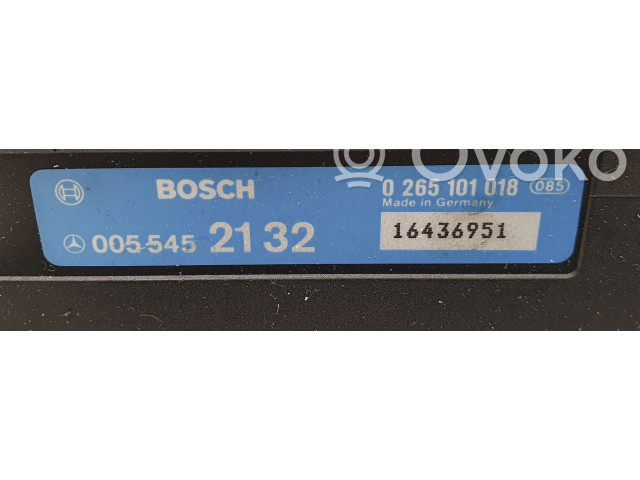 Ovoko
BOSCH 0 265 101 018 085
Made in Germany
005 545 21 32 16436951